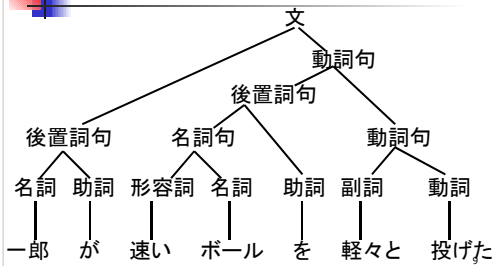 文
動詞句
後置詞句
後置詞句 名詞句 動詞句
名詞 助詞 形容詞 名詞 助詞 副詞 動詞
一郎 が 速い ボール を 軽々と 投げた
9